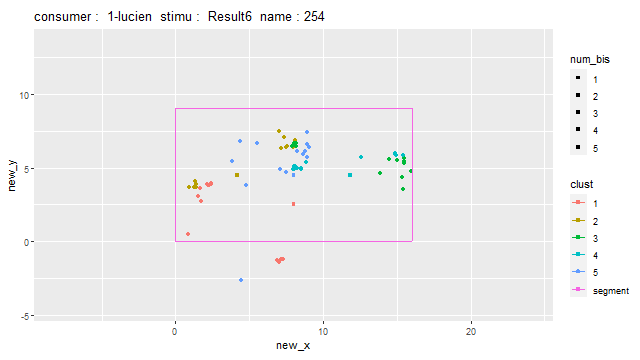 consumer :  1-lucien  stimu :  Result6  name : 254
new_y
10
5
0
-5
0
10
20
new_x
num_bis
1
2
3
4
5
clust
1
2
3
4
5
segment